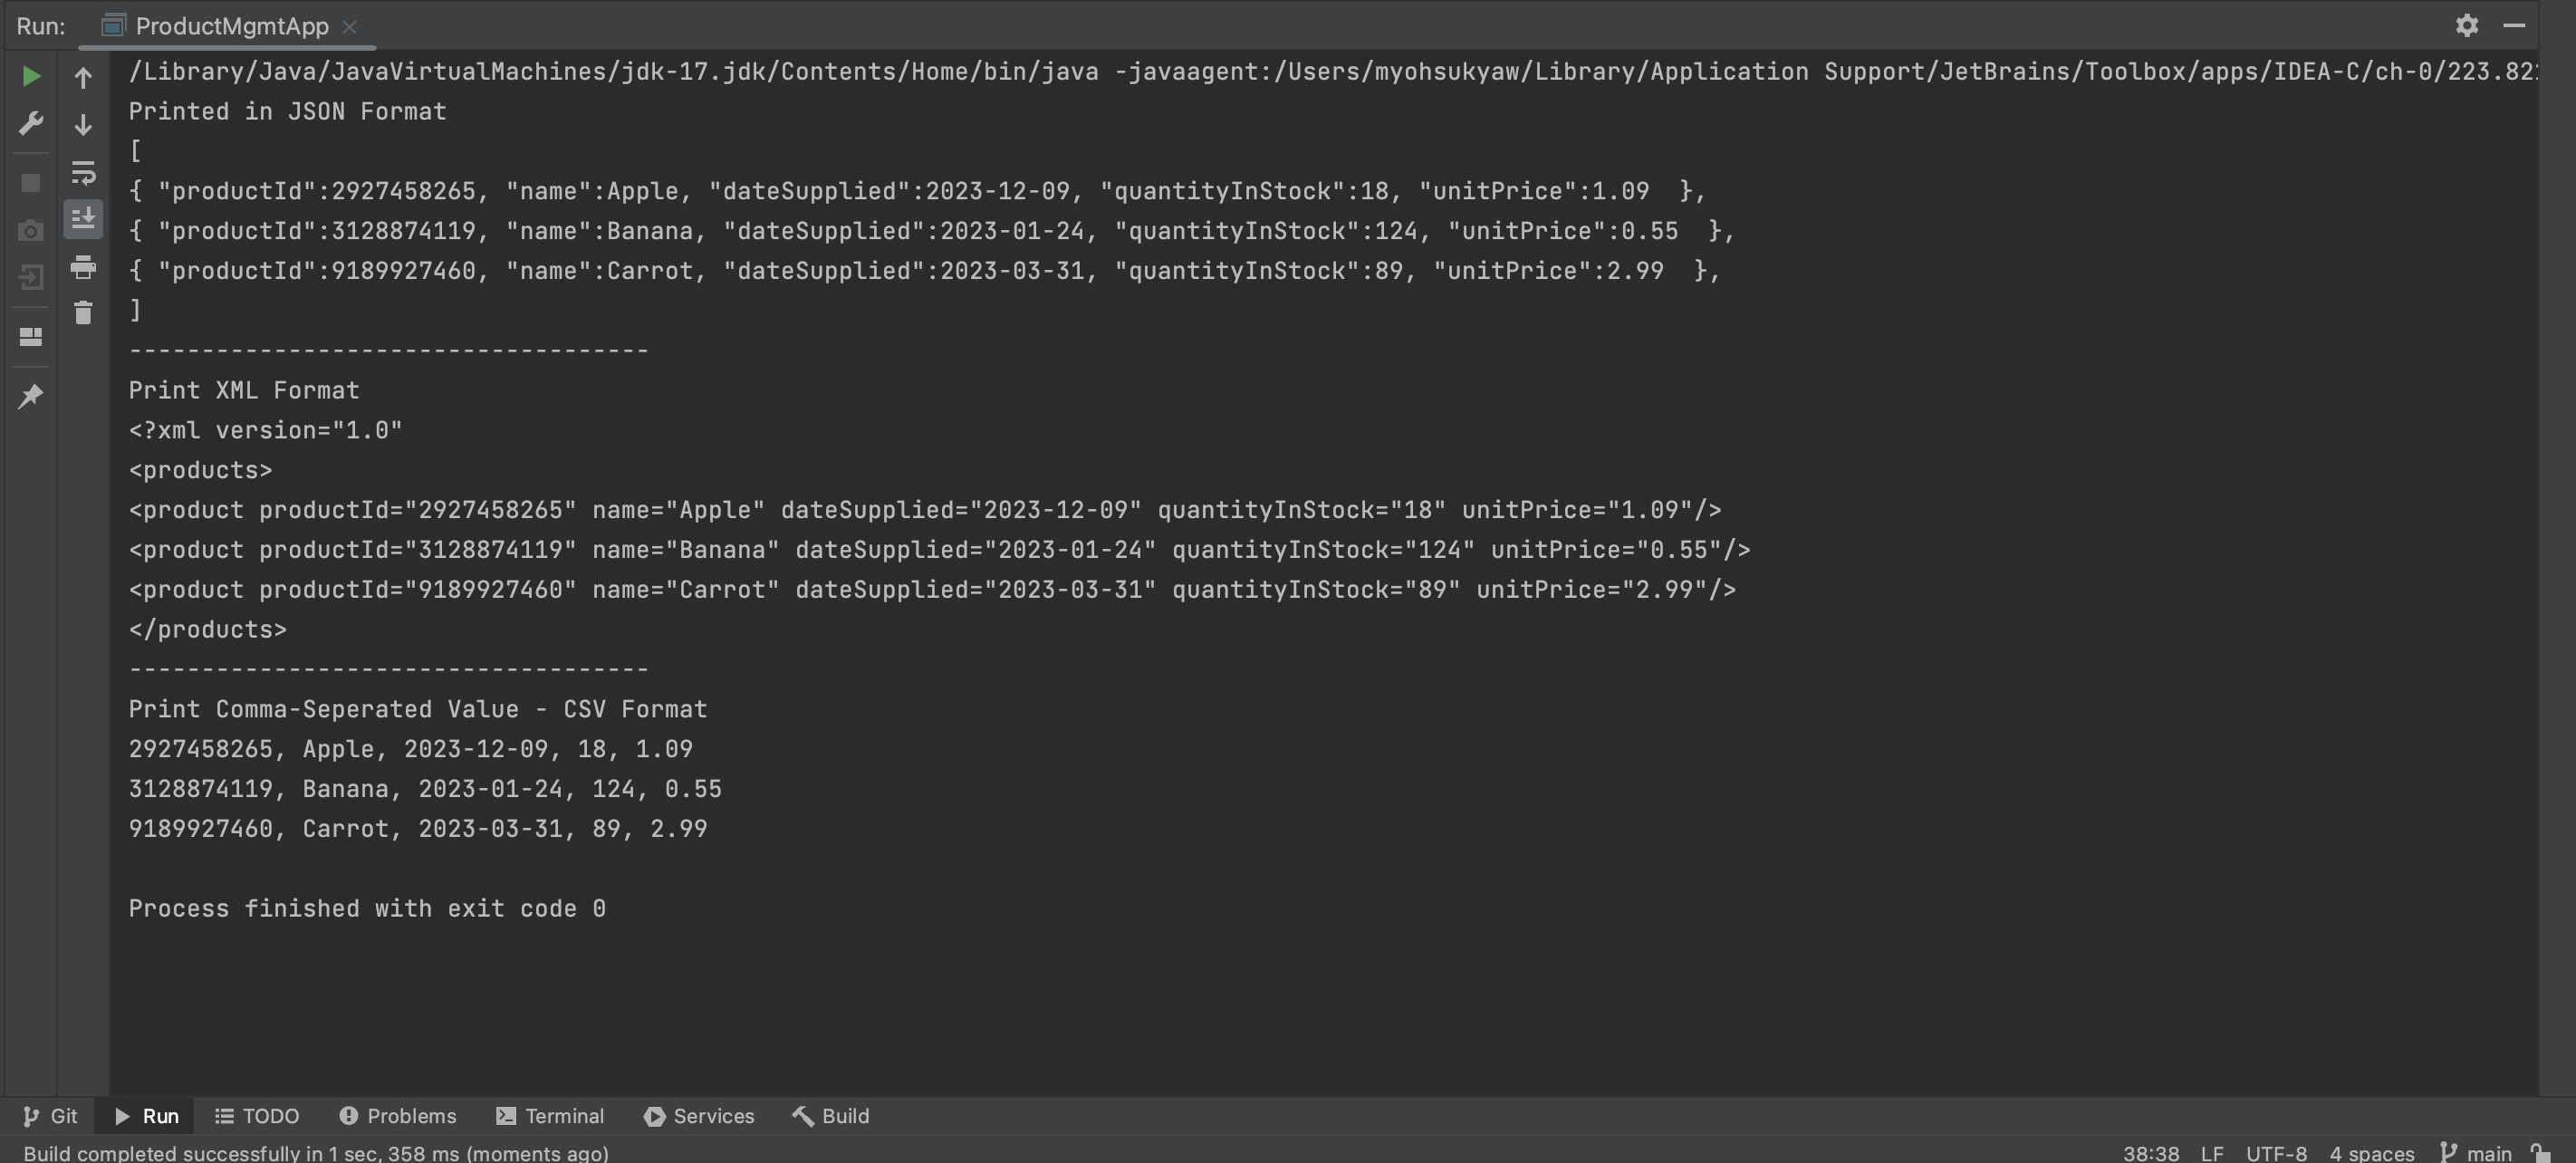 Run: ProductMgmtApp
/Library/Java/JavaVirtualMachines/jdk-17.jdk/Contents/Home/bin/java -javaagent:/Users/myohsukyaw/Library/Application Support/JetBrains/Toolbox/apps/IDEA-C/ch-0/223.82
Printed in JSON Format
[
{ "productId":2927458265, "name":Apple, "dateSupplied":2023-12-09, "quantityInStock":18, "unitPrice":1.09  },
{ "productId":3128874119, "name":Banana, "dateSupplied":2023-01-24, "quantityInStock":124, "unitPrice":0.55  },
{ "productId":9189927460, "name":Carrot, "dateSupplied":2023-03-31, "quantityInStock":89, "unitPrice":2.99  },
]
------------------------------------
Print XML Format
<?xml version="1.0"
<products>
<product productId="2927458265" name="Apple" dateSupplied="2023-12-09" quantityInStock="18" unitPrice="1.09"/>
<product productId="3128874119" name="Banana" dateSupplied="2023-01-24" quantityInStock="124" unitPrice="0.55"/>
<product productId="9189927460" name="Carrot" dateSupplied="2023-03-31" quantityInStock="89" unitPrice="2.99"/>
</products>
------------------------------------
Print Comma-Seperated Value - CSV Format
2927458265, Apple, 2023-12-09, 18, 1.09
3128874119, Banana, 2023-01-24, 124, 0.55
9189927460, Carrot, 2023-03-31, 89, 2.99
Process finished with exit code 0
Git Run TODO Problems Terminal Services Build
Build completed successfully in 1 sec, 358 ms (moments ago) 38:38 LF UTF-8 4 spaces main